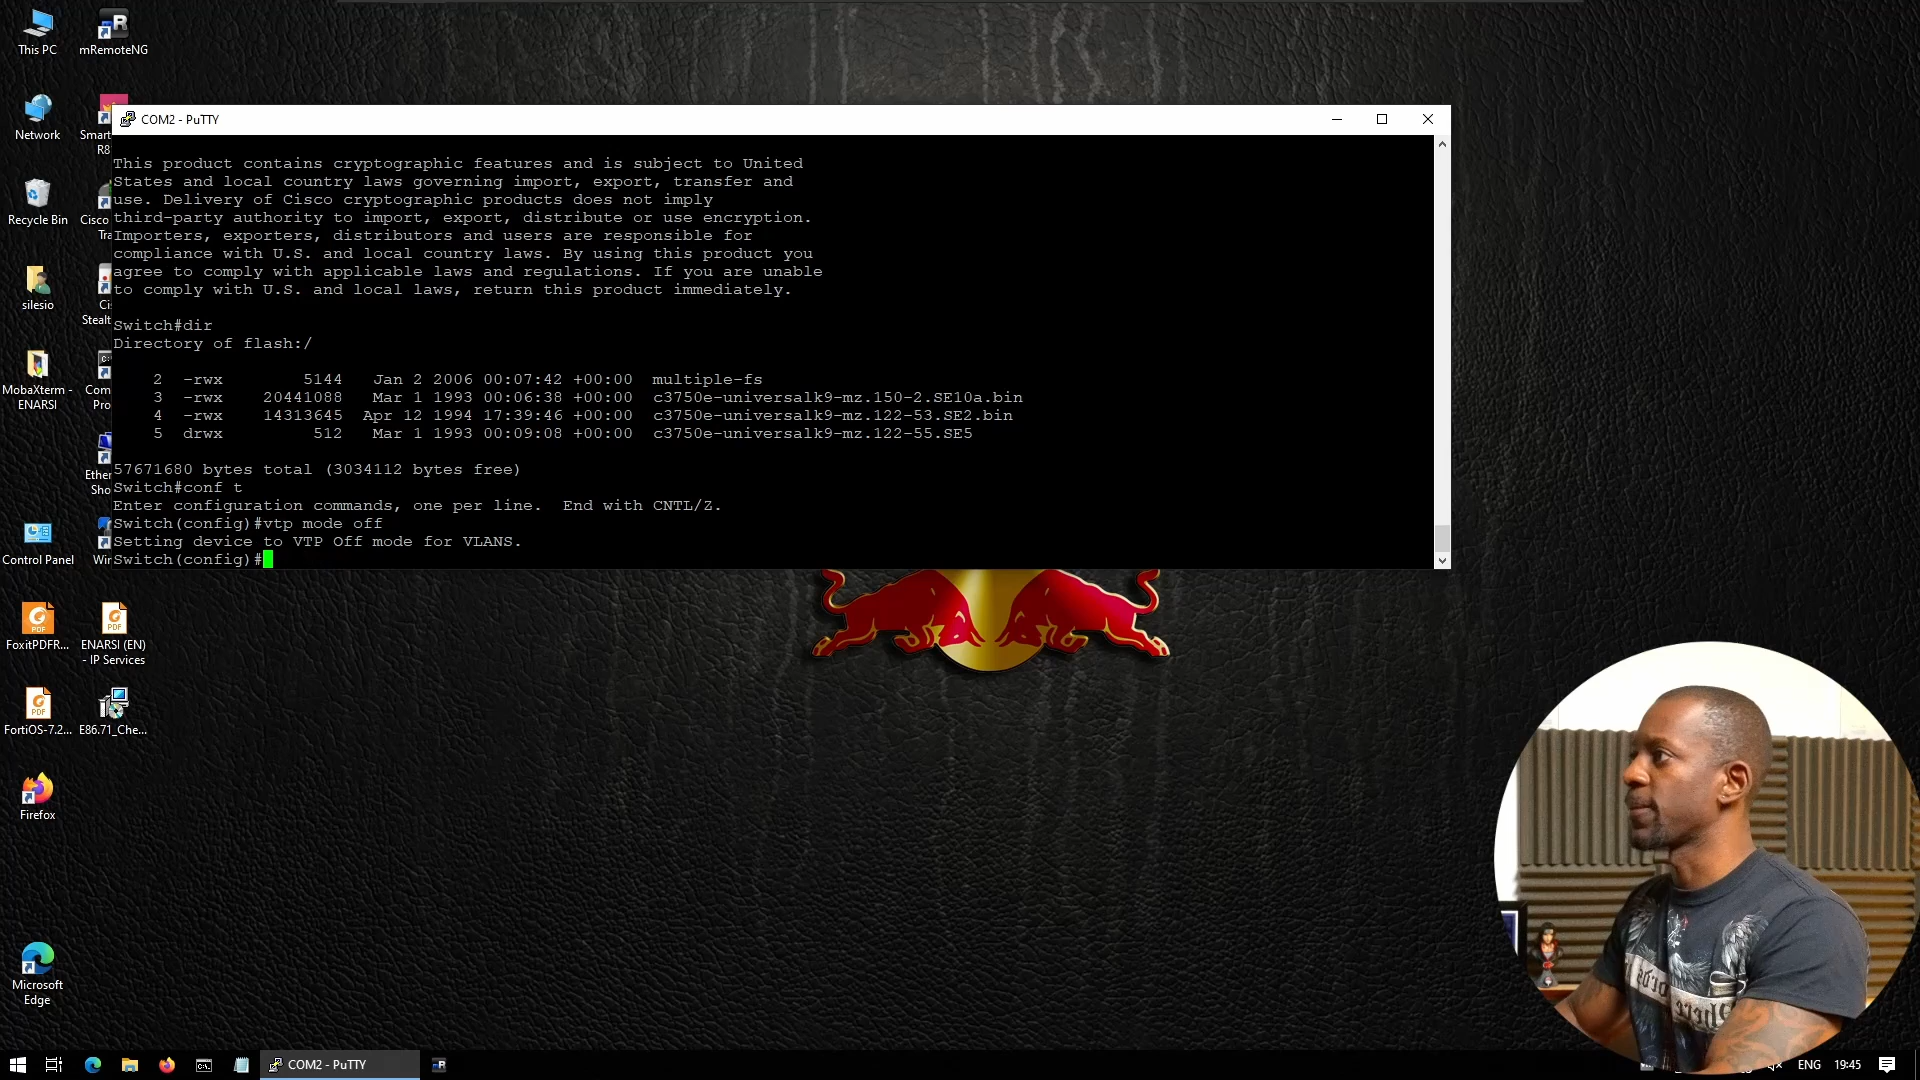 This PC
mRemoteNG
COM2 - PuTTY
Network
Smart
R8
This product contains cryptographic features and is subject to United
States and local country laws governing import, export, transfer and
use. Delivery of Cisco cryptographic products does not imply
third-party authority to import, export, distribute or use encryption.
Importers, exporters, distributors and users are responsible for
compliance with U.S. and local country laws. By using this product you
agree to comply with applicable laws and regulations. If you are unable
to comply with U.S. and local laws, return this product immediately.
Recycle Bin
Cisco
Tra
silesio
Cis
Stealt
Switch#dir
Directory of flash:/
2 -rwx 5144 Jan 2 2006 00:07:42 +00:00 multiple-fs
3 -rwx 20441088 Mar 1 1993 00:06:38 +00:00 c3750e-universalk9-mz.150-2.SE10a.bin
4 -rwx 14313645 Apr 12 1994 17:39:46 +00:00 c3750e-universalk9-mz.122-53.SE2.bin
5 drwx 512 Mar 1 1993 00:09:08 +00:00 c3750e-universalk9-mz.122-55.SE5
MobaXterm -
ENARSI
Com
Pro
57671680 bytes total (3034112 bytes free)
Switch#conf t
Enter configuration commands, one per line.  End with CNTL/Z.
Switch(config)#vtp mode off
Setting device to VTP Off mode for VLANS.
Switch(config)#
Ether
Sho
Control Panel
Wir
FoxitPDFR...
ENARSI (EN)
- IP Services
FortiOS-7.2...
E86.71_Che...
Firefox
Microsoft
Edge
COM2 - PuTTY
ENG
19:45